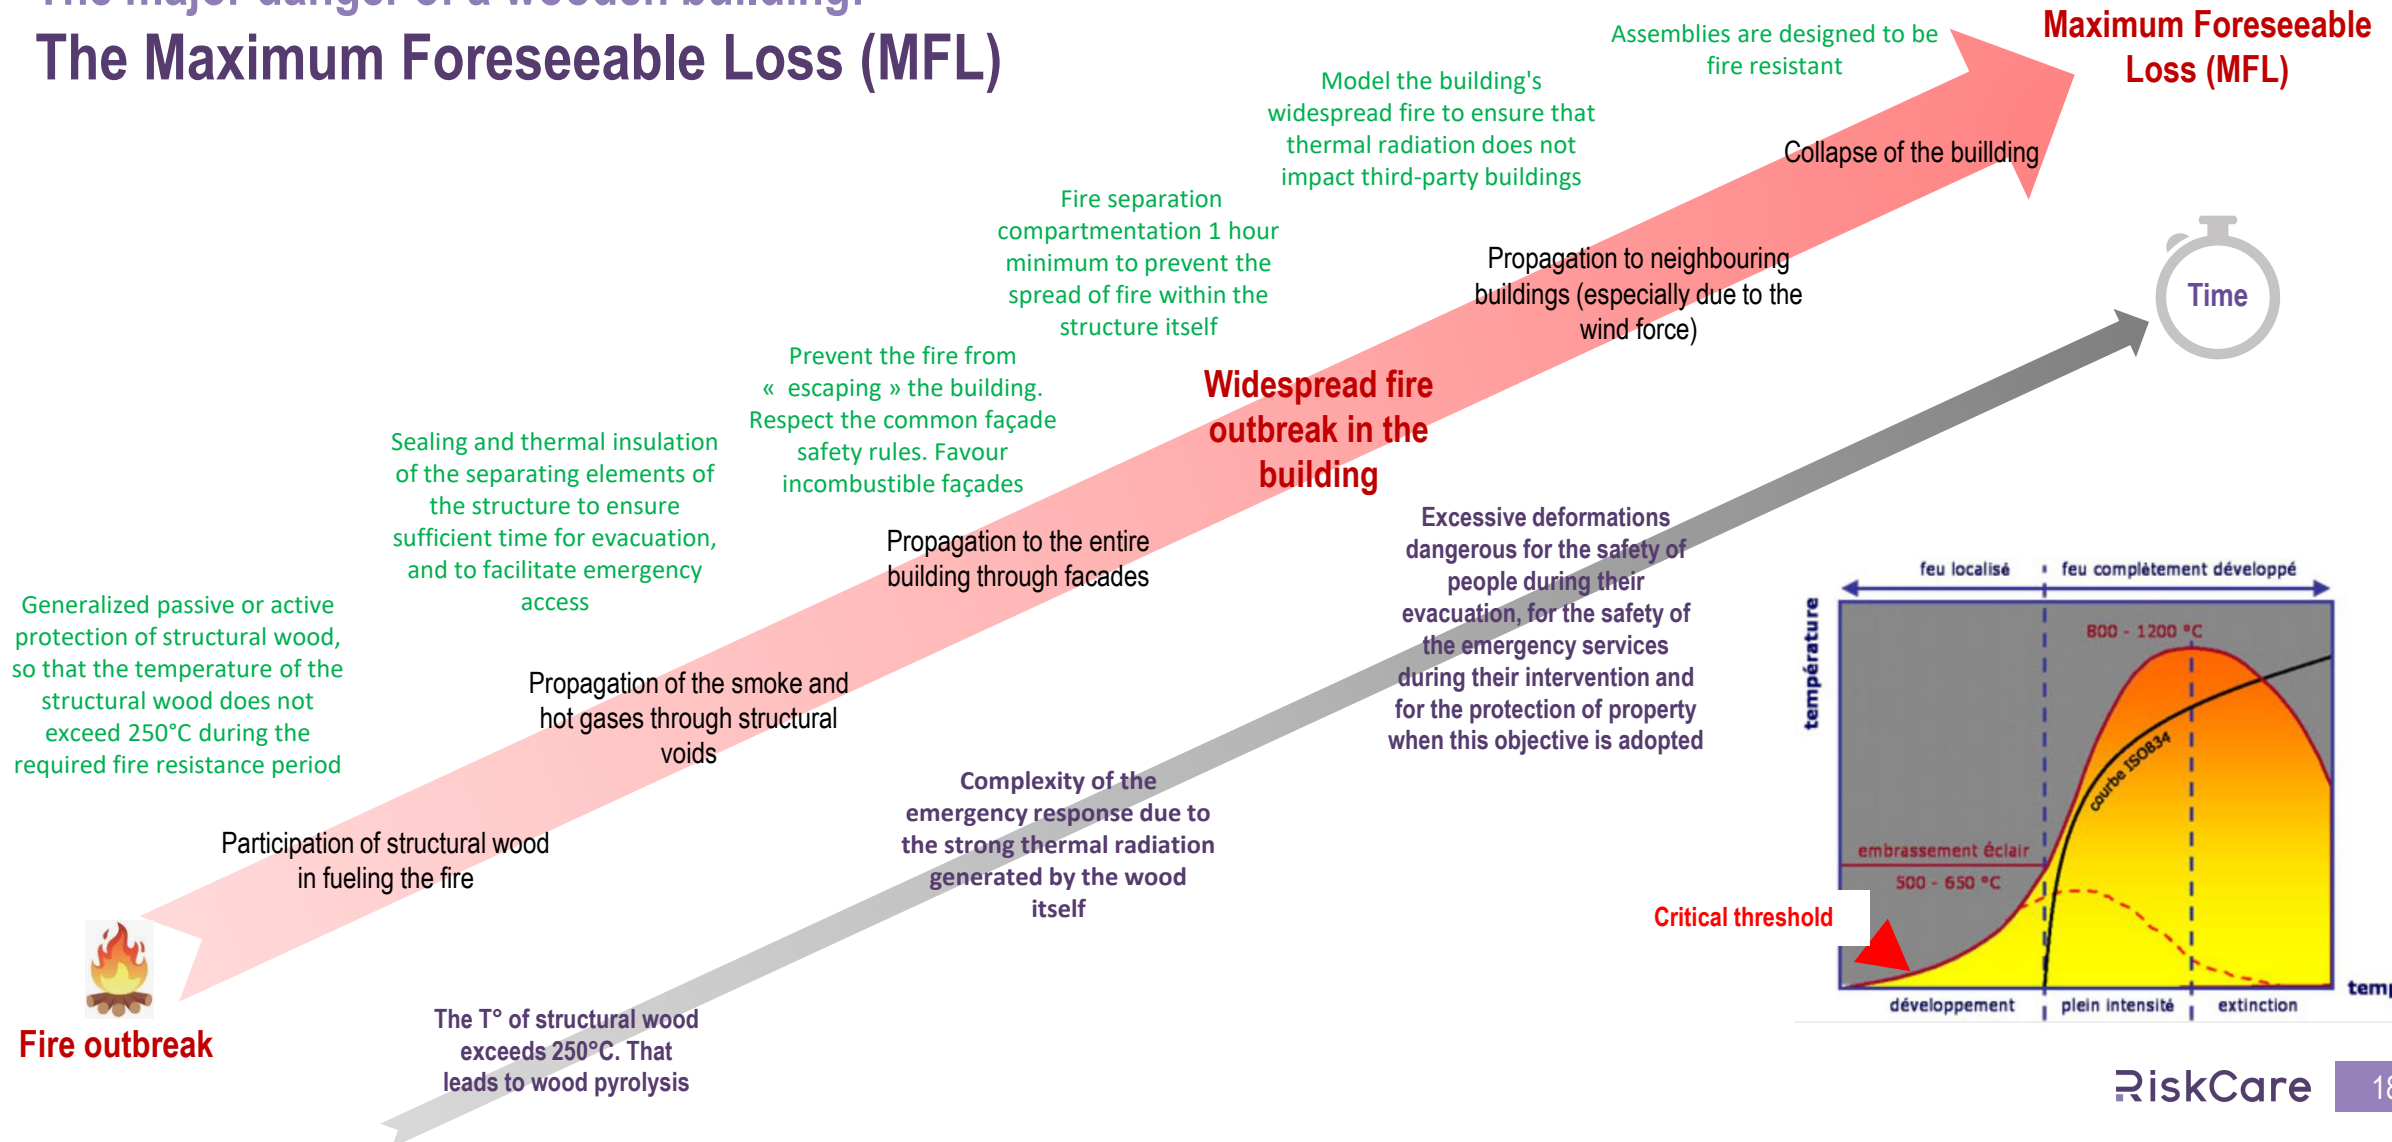 The major danger of a wooden building:
The Maximum Foreseeable Loss (MFL)
Maximum Foreseeable
Loss (MFL)
Assemblies are designed to be
fire resistant
Model the building's
widespread fire to ensure that
thermal radiation does not
impact third-party buildings
Collapse of the buillding
Fire separation
compartmentation 1 hour
minimum to prevent the
spread of fire within the
structure itself
Propagation to neighbouring
buildings (especially due to the
wind force)
Time
Prevent the fire from
« escaping » the building.
Respect the common façade
safety rules. Favour
incombustible façades
Widespread fire
outbreak in the
building
Sealing and thermal insulation
of the separating elements of
the structure to ensure
sufficient time for evacuation,
and to facilitate emergency
access
Propagation to the entire
building through facades
Excessive deformations
dangerous for the safety of
people during their
evacuation, for the safety of
the emergency services
during their intervention and
for the protection of property
when this objective is adopted
Generalized passive or active
protection of structural wood,
so that the temperature of the
structural wood does not
exceed 250°C during the
required fire resistance period
Propagation of the smoke and
hot gases through structural
voids
Complexity of the
emergency response due to
the strong thermal radiation
generated by the wood
itself
Participation of structural wood
in fueling the fire
Fire outbreak
The T° of structural wood
exceeds 250°C. That
leads to wood pyrolysis
feu localisé
feu complètement développé
température
800 - 1200 °C
courbe ISO834
embrassement éclair
500 - 650 °C
Critical threshold
développement
plein intensité
extinction
temp
RiskCare
18